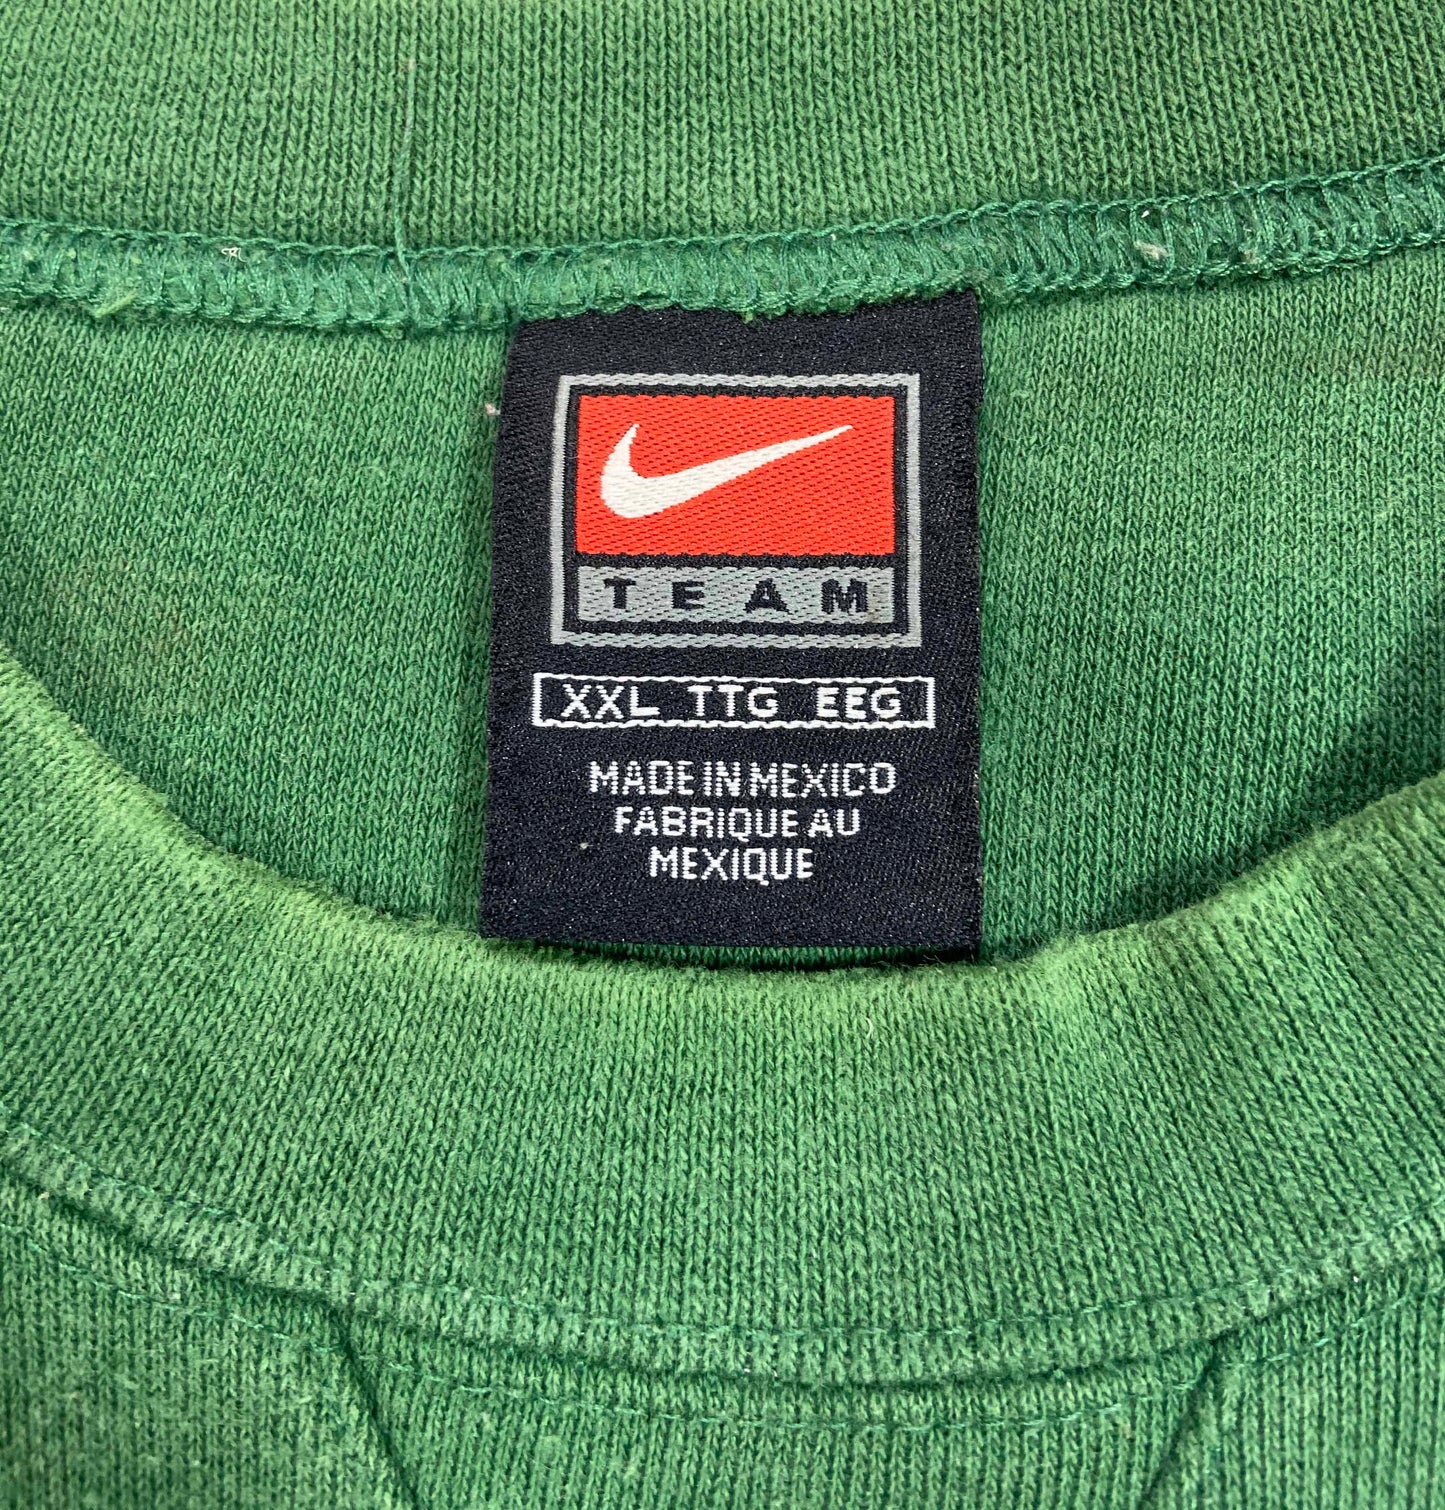 TEAM
XXL TTG EEG
MADE IN MEXICO
FABRIQUE AU
MEXIQUE